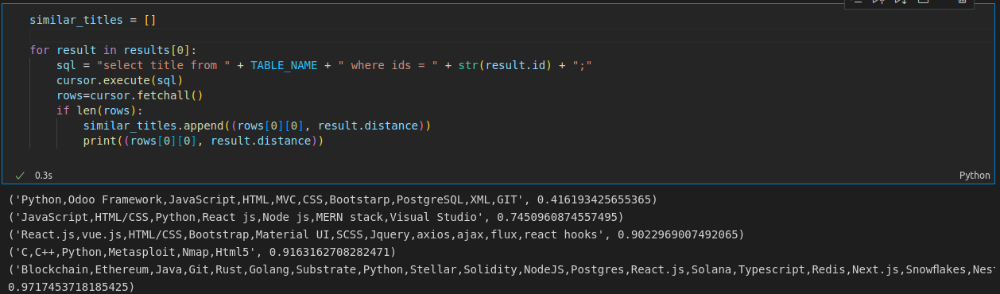 similar_titles = []
for result in results[0]:
sql = "select title from " + TABLE_NAME + " where ids = " + str(result.id) + ";"
cursor.execute(sql)
rows=cursor.fetchall()
if len(rows):
similar_titles.append((rows[0][0], result.distance))
print((rows[0][0], result.distance))
0.3s
Python
('Python,Odoo Framework,JavaScript,HTML,MVC,CSS,Bootstarp,PostgreSQL,XML,GIT', 0.416193425655365)
('JavaScript,HTML/CSS,Python,React js,Node js,MERN stack,Visual Studio', 0.7450960874557495)
('React.js,vue.js,HTML/CSS,Bootstrap,Material UI,SCSS,Jquery,axios,ajax,flux,react hooks', 0.9022969007492065)
('C,C++,Python,Metasploit,Nmap,Html5', 0.9163162708282471)
('Blockchain,Ethereum,Java,Git,Rust,Golang,Substrate,Python,Stellar,Solidity,NodeJS,Postgres,React.js,Solana,Typescript,Redis,Next.js,Snowflakes,Nes
0.9717453718185425)